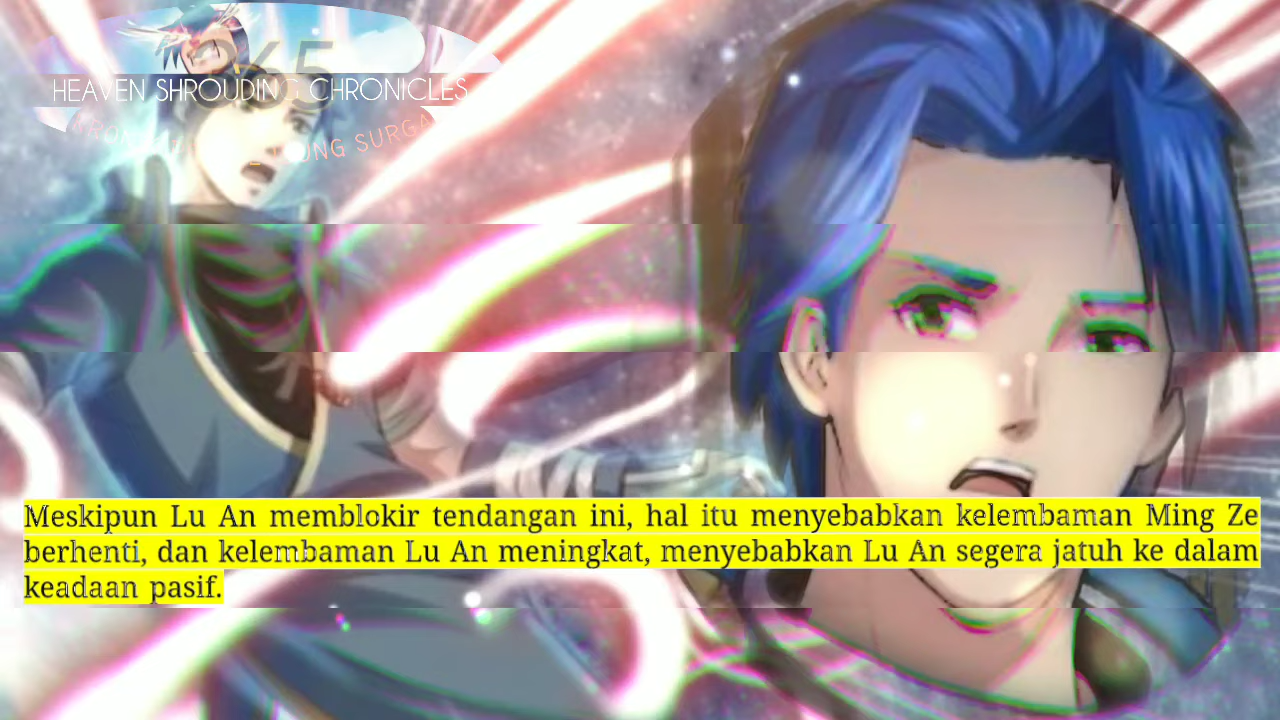 265
HEAVEN SHROUDING CHRONICLES
Meskipun Lu An memblokir tendangan ini, hal itu menyebabkan kelembaman Ming Ze
berhenti, dan kelembaman Lu An meningkat, menyebabkan Lu An segera jatuh ke dalam
keadaan pasif.